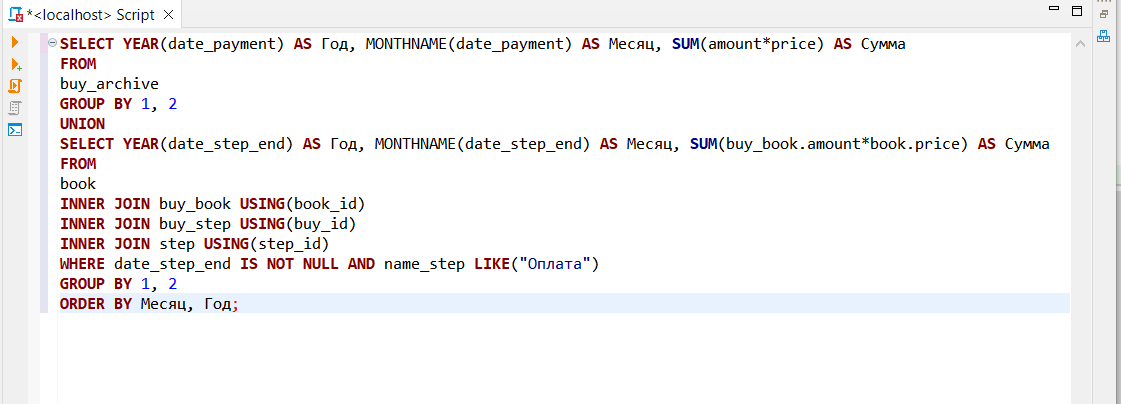 *<localhost> Script
SELECT YEAR(date_payment) AS Год, MONTHNAME(date_payment) AS Месяц, SUM(amount*price) AS Сумма
FROM
buy_archive
GROUP BY 1, 2
UNION
SELECT YEAR(date_step_end) AS Год, MONTHNAME(date_step_end) AS Месяц, SUM(buy_book.amount*book.price) AS Сумма
FROM
book
INNER JOIN buy_book USING(book_id)
INNER JOIN buy_step USING(buy_id)
INNER JOIN step USING(step_id)
WHERE date_step_end IS NOT NULL AND name_step LIKE("Оплата")
GROUP BY 1, 2
ORDER BY Месяц, Год;